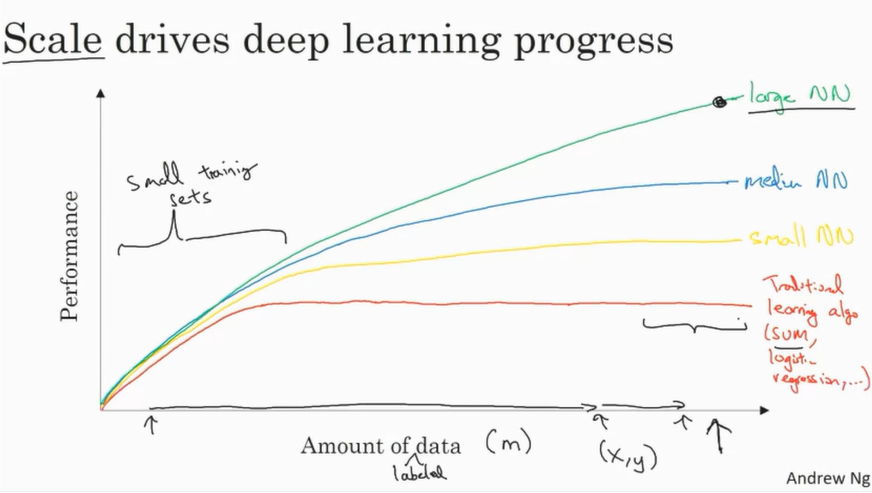 Scale drives deep learning progress
large NN
small training
sets
medium NN
small NN
Performance
Traditional
learning algo
(SVM,
logistic
regression,...)
Amount of data (m)
labeled
(x,y)
Andrew Ng